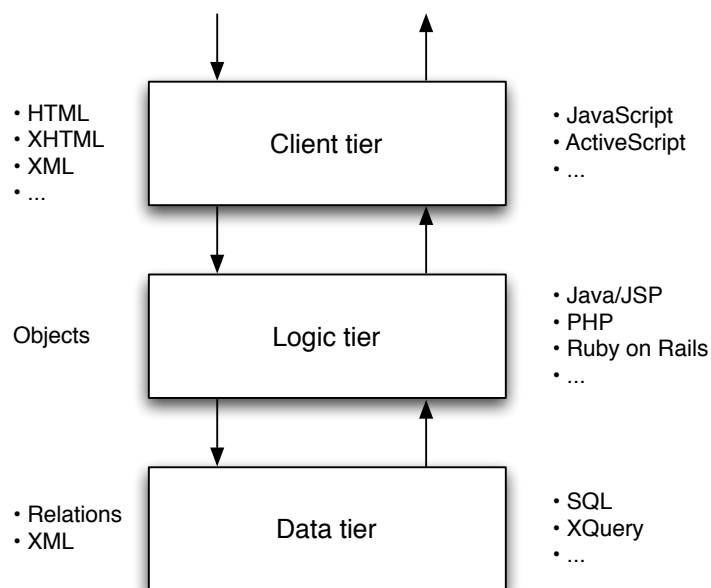 • HTML
• XHTML
• XML
• ...
Client tier
• JavaScript
• ActiveScript
• ...
Objects
Logic tier
• Java/JSP
• PHP
• Ruby on Rails
• ...
• Relations
• XML
Data tier
• SQL
• XQuery
• ...